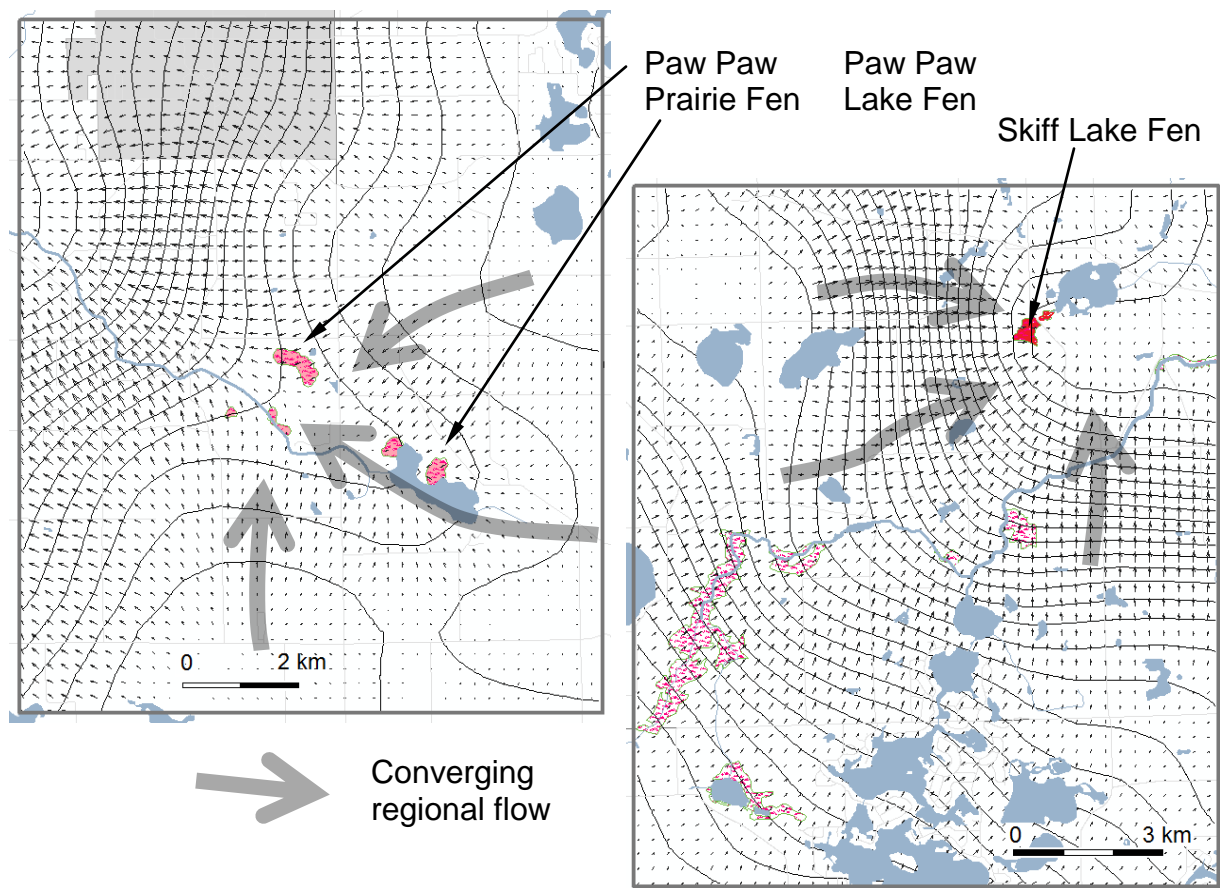 Paw Paw
Prairie Fen
Paw Paw
Lake Fen
Skiff Lake Fen
0 2 km
Converging
regional flow
0 3 km